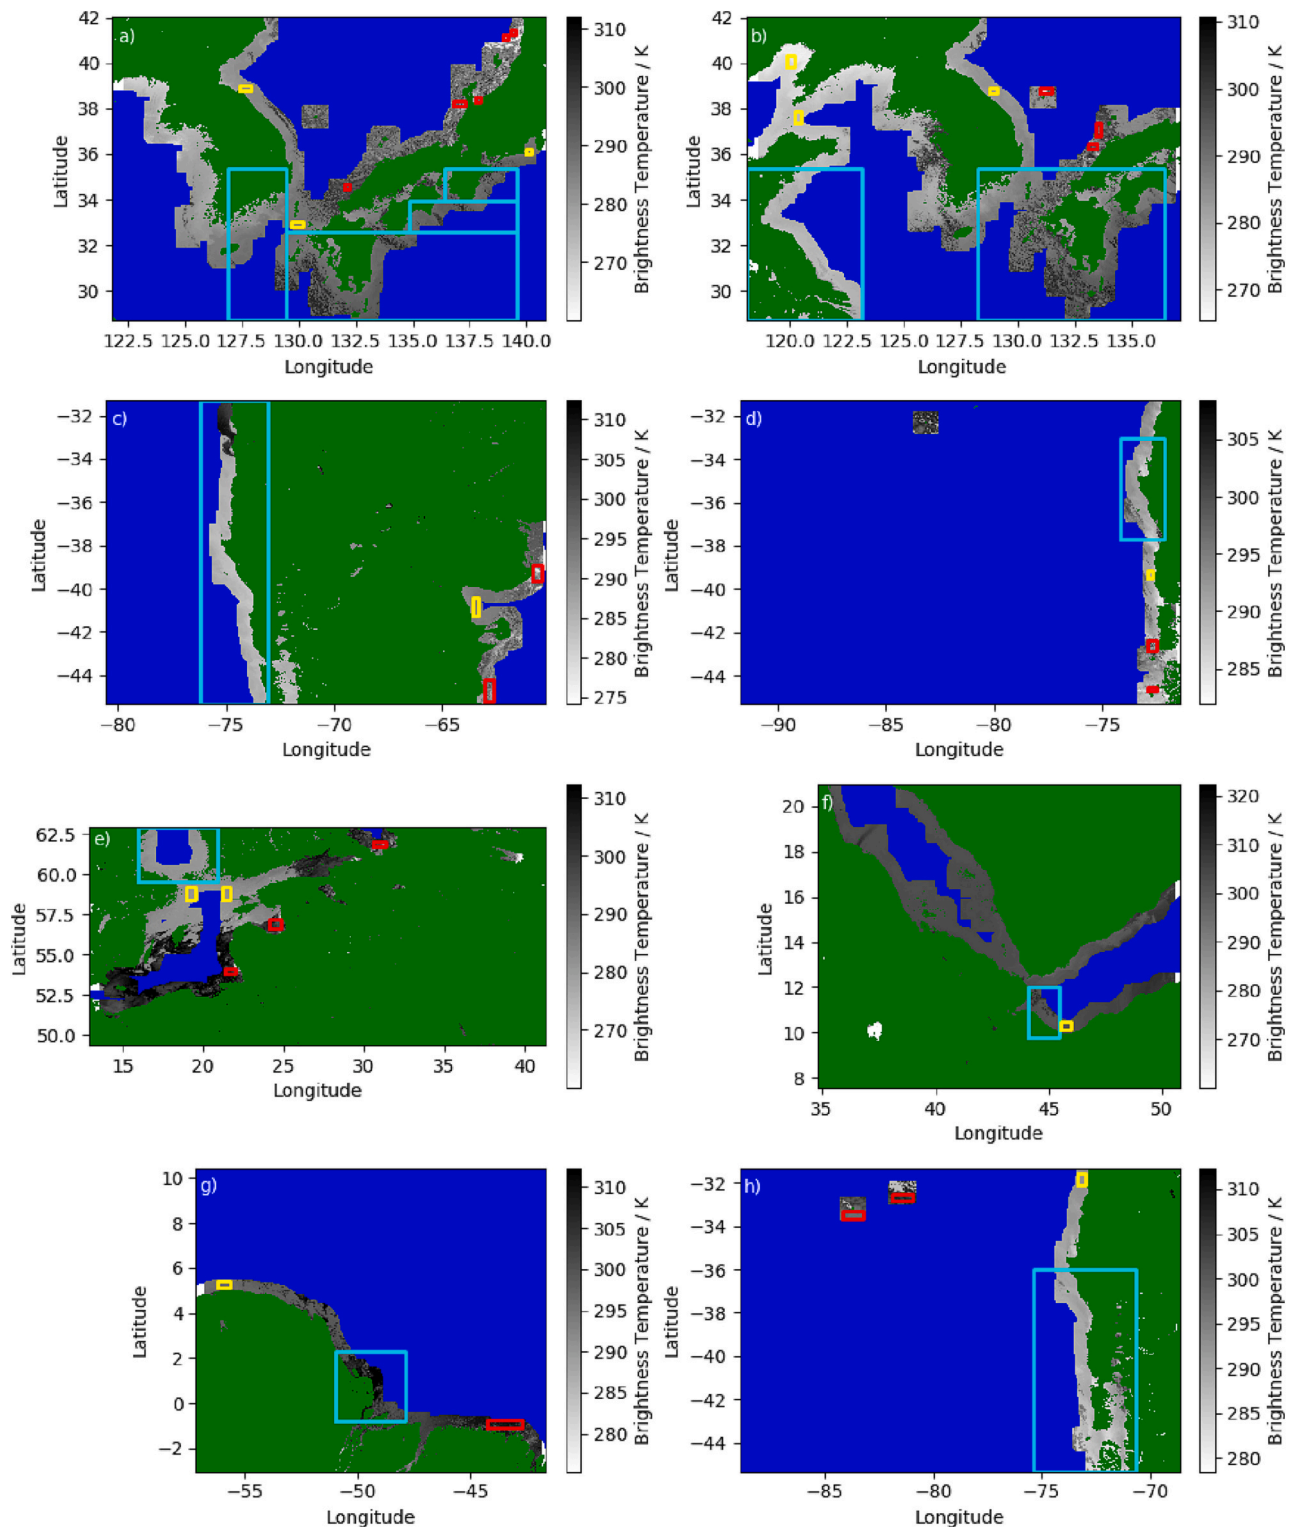 a)
42
40
38
36
34
32
30
Latitude
122.5 125.0 127.5 130.0 132.5 135.0 137.5 140.0
Longitude
310
300
290
280
270
Brightness Temperature / K
b)
42
40
38
36
34
32
30
Latitude
120.0 122.5 125.0 127.5 130.0 132.5 135.0
Longitude
310
300
290
280
270
Brightness Temperature / K
c)
−32
−34
−36
−38
−40
−42
−44
Latitude
−80 −75 −70 −65
Longitude
310
305
300
295
290
285
280
275
Brightness Temperature / K
d)
−32
−34
−36
−38
−40
−42
−44
Latitude
−90 −85 −80 −75
Longitude
305
300
295
290
285
Brightness Temperature / K
e)
62.5
60.0
57.5
55.0
52.5
50.0
Latitude
15 20 25 30 35 40
Longitude
310
300
290
280
270
Brightness Temperature / K
f)
20
18
16
14
12
10
8
Latitude
35 40 45 50
Longitude
320
310
300
290
280
270
Brightness Temperature / K
g)
10
8
6
4
2
0
−2
Latitude
−55 −50 −45
Longitude
310
305
300
295
290
285
280
Brightness Temperature / K
h)
−32
−34
−36
−38
−40
−42
−44
Latitude
−85 −80 −75 −70
Longitude
310
305
300
295
290
285
280
Brightness Temperature / K